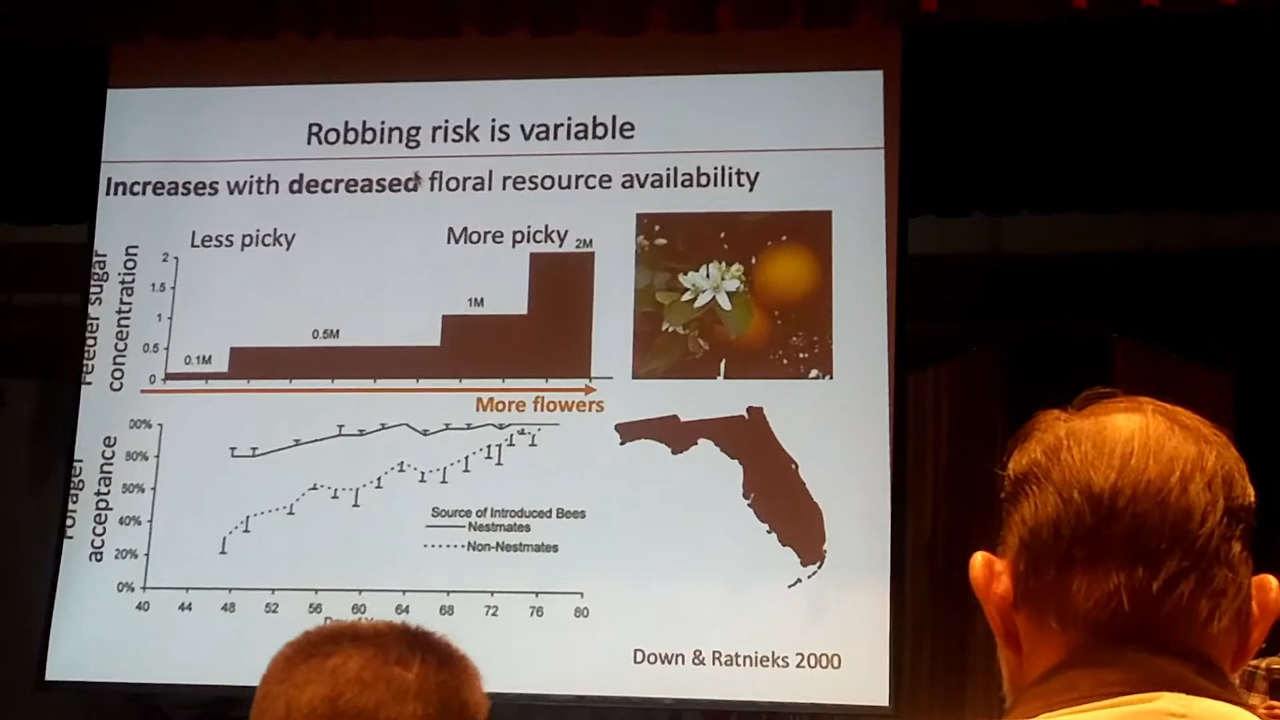 Robbing risk is variable
Increases with decreased floral resource availability
Less picky
More picky
2M
1M
0.5M
0.1M
Feeder sugar
concentration
2
1.5
1
0.5
0
More flowers
Forager
acceptance
00%
80%
60%
40%
20%
0%
Source of Introduced Bees
Nestmates
Non-Nestmates
40 44 48 52 56 60 64 68 72 76 80
Down & Ratnieks 2000